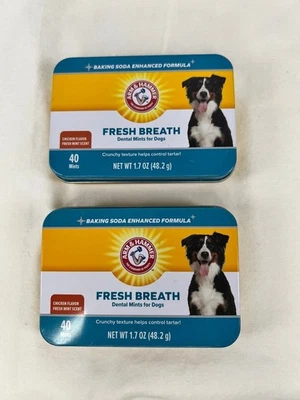 BAKING SODA ENHANCED FORMULA
ARM & HAMMER
FRESH BREATH
Dental Mints for Dogs
CHICKEN FLAVOR
FRESH MINT SCENT
40
Mints
Crunchy texture helps control tartar!
NET WT 1.7 OZ (48.2 g)
BAKING SODA ENHANCED FORMULA
ARM & HAMMER
FRESH BREATH
Dental Mints for Dogs
CHICKEN FLAVOR
FRESH MINT SCENT
40
Mints
Crunchy texture helps control tartar!
NET WT 1.7 OZ (48.2 g)